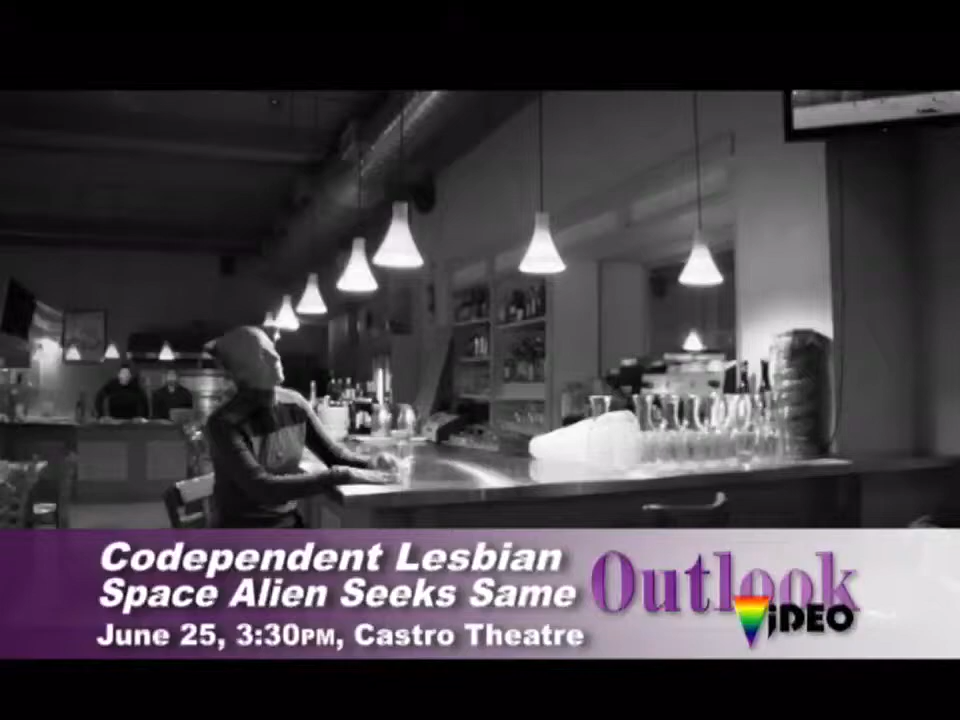 Codependent Lesbian
Space Alien Seeks Same
June 25, 3:30PM, Castro Theatre
Outlook
ViDEO